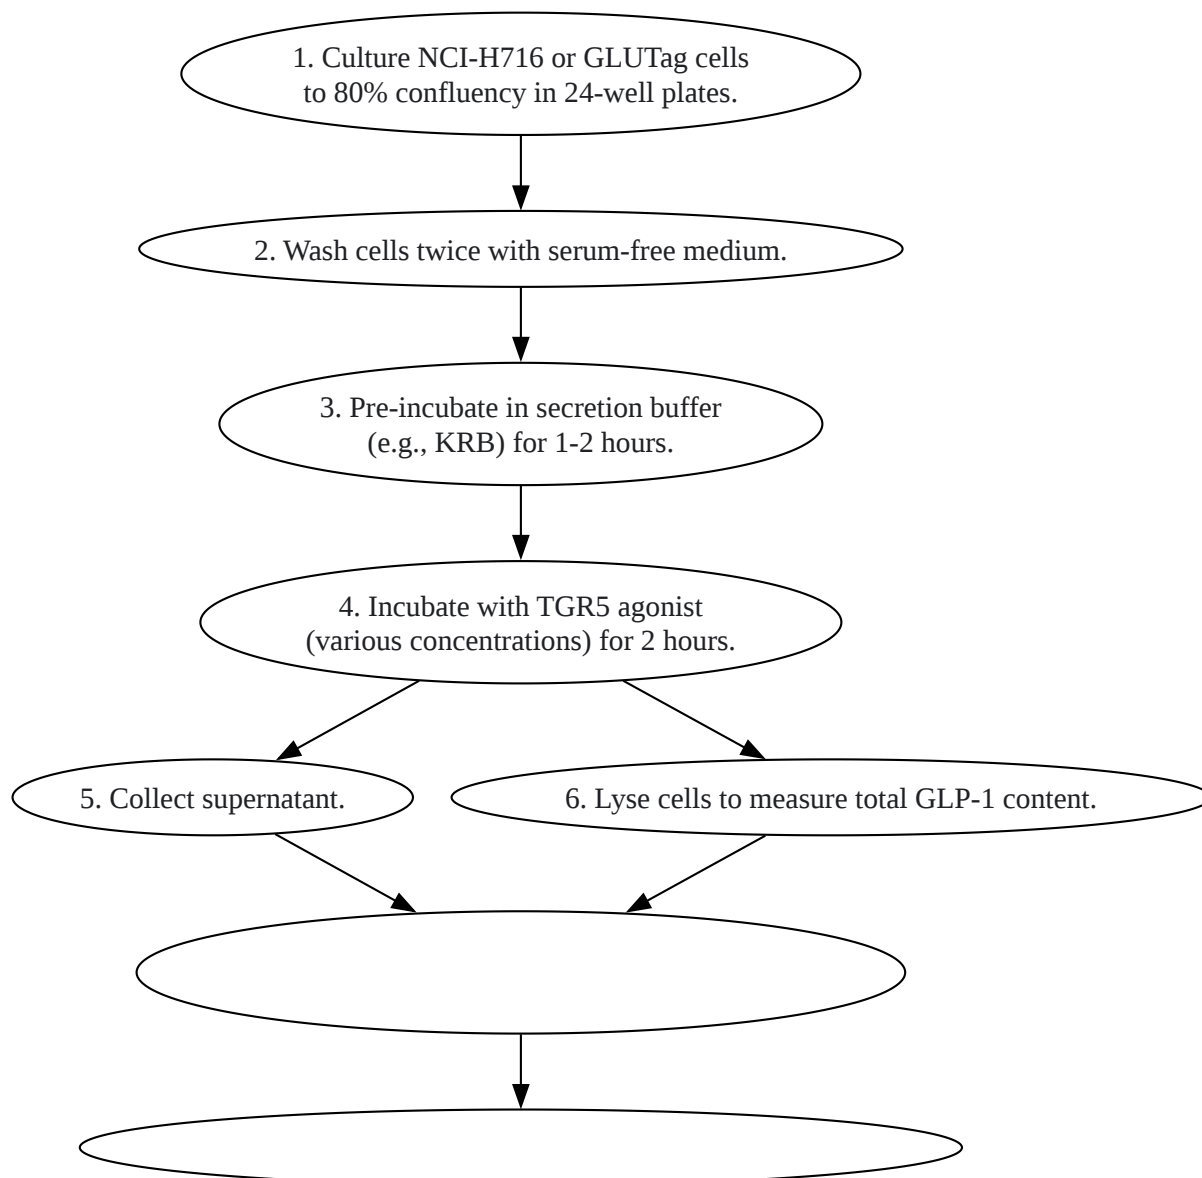 1. Culture NCI-H716 or GLUTag cells
to 80% confluency in 24-well plates.
2. Wash cells twice with serum-free medium.
3. Pre-incubate in secretion buffer
(e.g., KRB) for 1-2 hours.
4. Incubate with TGR5 agonist
(various concentrations) for 2 hours.
5. Collect supernatant.
6. Lyse cells to measure total GLP-1 content.